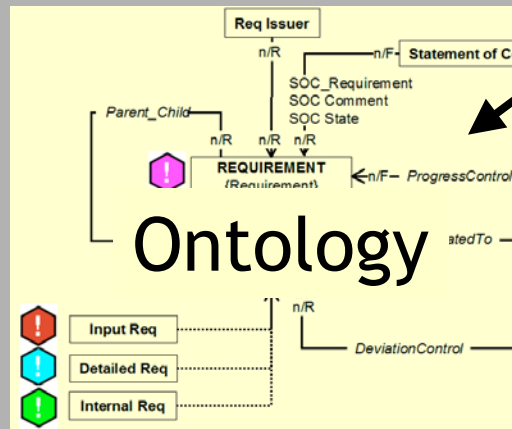 Req Issuer
n/R
n/F
Statement of C
SOC_Requirement
SOC Comment
SOC State
Parent_Child
n/R
n/R
n/R
REQUIREMENT
{Requirement}
n/F
ProgressControl
Ontology
atedTo
n/R
Input Req
DeviationControl
Detailed Req
Internal Req